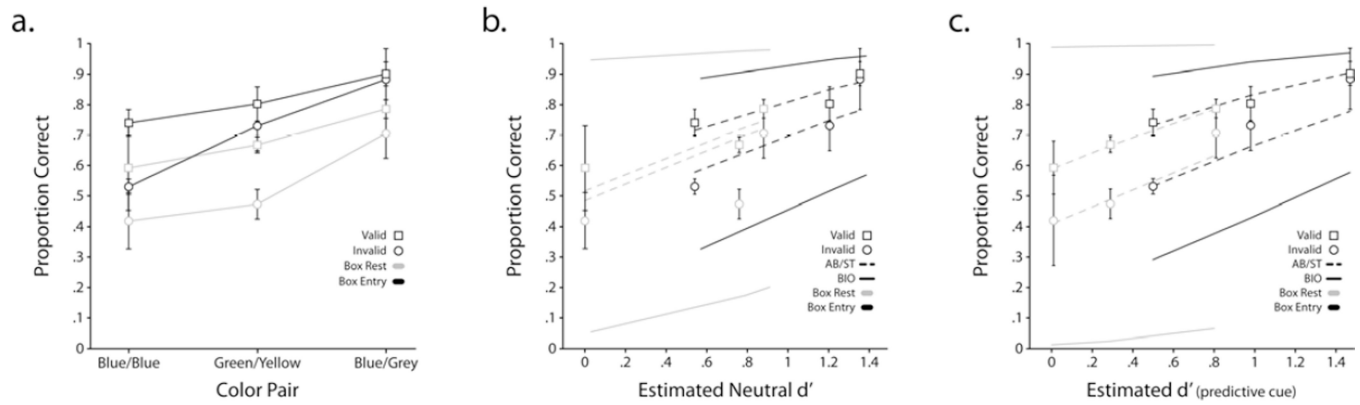 a.
Proportion Correct
1
.9
.8
.7
.6
.5
.4
.3
.2
.1
0
Valid
Invalid
Box Rest
Box Entry
Blue/Blue
Green/Yellow
Blue/Grey
Color Pair
b.
Proportion Correct
1
.9
.8
.7
.6
.5
.4
.3
.2
.1
0
Valid
Invalid
AB/ST
BIO
Box Rest
Box Entry
0 .2 .4 .6 .8 1 1.2 1.4
Estimated Neutral d'
c.
Proportion Correct
1
.9
.8
.7
.6
.5
.4
.3
.2
.1
0
Valid
Invalid
AB/ST
BIO
Box Rest
Box Entry
0 .2 .4 .6 .8 1 1.2 1.4
Estimated d' (predictive cue)